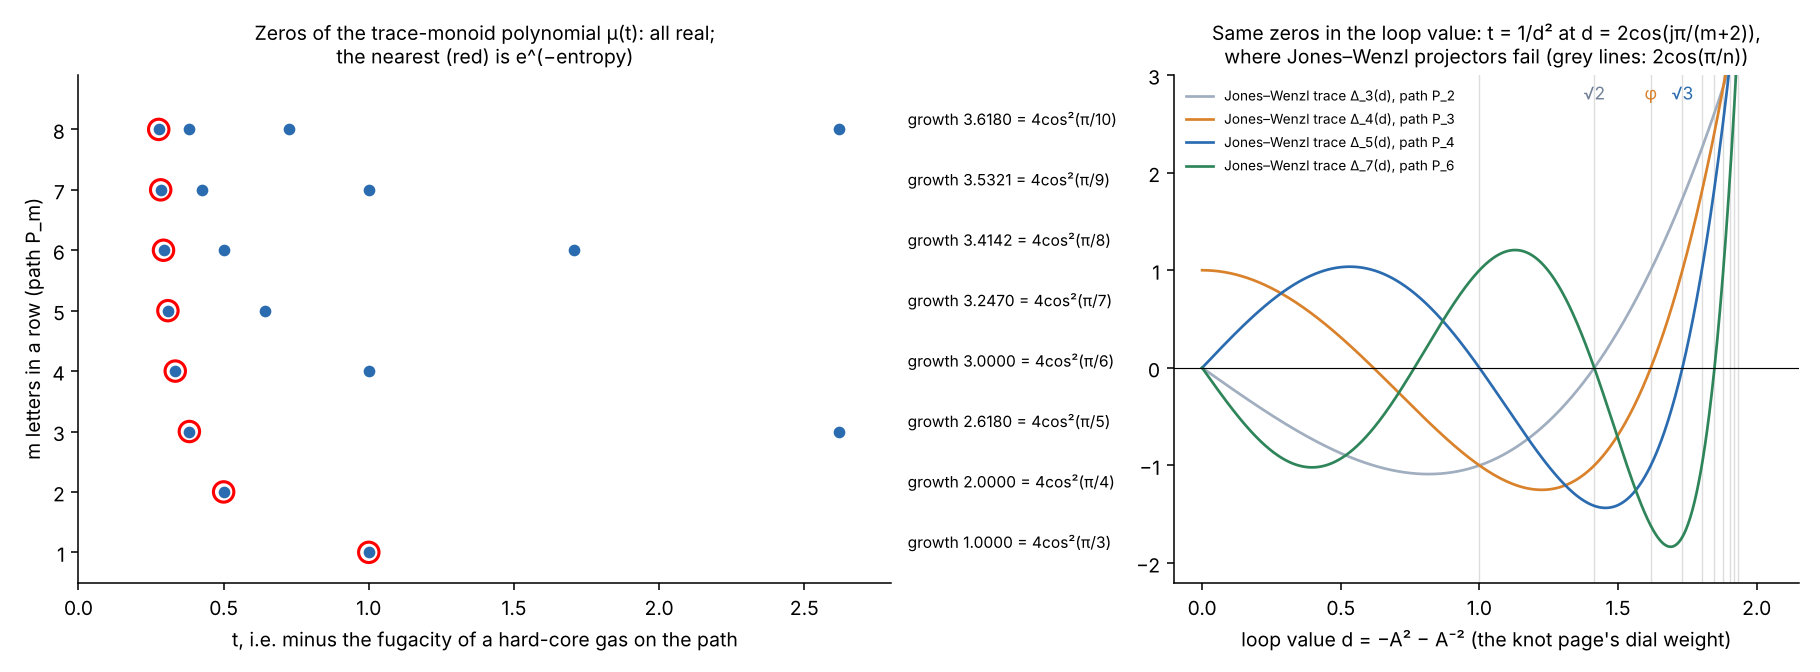 Zeros of the trace-monoid polynomial μ(t): all real;
the nearest (red) is e^(−entropy)
m letters in a row (path P_m)
8
7
6
5
4
3
2
1
0.0
0.5
1.0
1.5
2.0
2.5
t, i.e. minus the fugacity of a hard-core gas on the path
growth 3.6180 = 4cos²(π/10)
growth 3.5321 = 4cos²(π/9)
growth 3.4142 = 4cos²(π/8)
growth 3.2470 = 4cos²(π/7)
growth 3.0000 = 4cos²(π/6)
growth 2.6180 = 4cos²(π/5)
growth 2.0000 = 4cos²(π/4)
growth 1.0000 = 4cos²(π/3)
Same zeros in the loop value: t = 1/d² at d = 2cos(jπ/(m+2)),
where Jones–Wenzl projectors fail (grey lines: 2cos(π/n))
3
2
1
0
−1
−2
Jones–Wenzl trace Δ_3(d), path P_2
Jones–Wenzl trace Δ_4(d), path P_3
Jones–Wenzl trace Δ_5(d), path P_4
Jones–Wenzl trace Δ_7(d), path P_6
√2
φ
√3
0.0
0.5
1.0
1.5
2.0
loop value d = −A² − A⁻² (the knot page's dial weight)